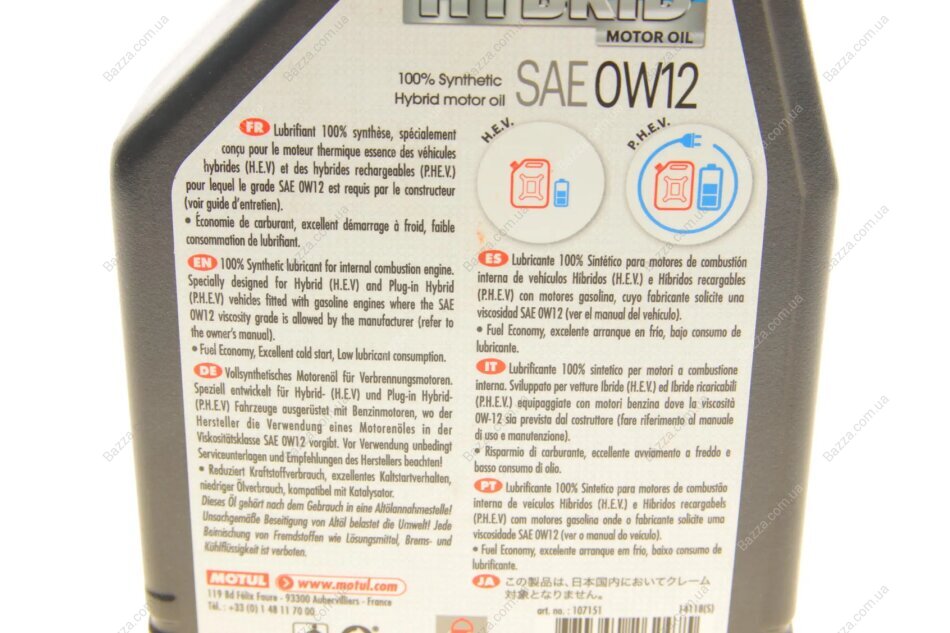 HYBRID
MOTOR OIL
100% Synthetic
Hybrid motor oil
SAE 0W12
FR Lubrifiant 100% synthèse, spécialement
conçu pour le moteur thermique essence des véhicules
hybrides (H.E.V) et des hybrides rechargeables (P.HE.V.)
pour lequel le grade SAE 0W12 est requis par le constructeur
(voir guide d'entretien).
• Économie de carburant, excellent démarrage à froid, faible
consommation de lubrifiant.
EN 100% Synthetic lubricant for internal combustion engine.
Specially designed for Hybrid (H.E.V) and Plug-in Hybrid
(P.H.E.V) vehicles fitted with gasoline engines where the SAE
0W12 viscosity grade is allowed by the manufacturer (refer to
the owner's manual).
• Fuel Economy, Excellent cold start, Low lubricant consumption.
DE Vollsynthetisches Motorenöl für Verbrennungsmotoren.
Speziell entwickelt für Hybrid- (H.E.V) und Plug-in Hybrid-
(P.H.E.V) Fahrzeuge ausgerüstet mit Benzinmotoren, wo der
Hersteller die Verwendung eines Motorenöles in der
Viskositätsklasse SAE 0W12 vorgibt. Vor Verwendung unbedingt
Serviceunterlagen und Empfehlungen des Herstellers beachten!
• Reduziert Kraftstoffverbrauch, exzellentes Kaltstartverhalten,
niedriger Ölverbrauch, kompatibel mit Katalysator.
Dieses Öl gehört nach dem Gebrauch in eine Altölannahmestelle!
Unsachgemäße Beseitigung von Altöl belastet die Umwelt! Jede
Beimischung von Fremdstoffen wie Lösungsmittel, Brems- und
Kühlflüssigkeit ist verboten.
MOTUL www.motul.com
119 Bd Félix Faure - 93300 Aubervilliers - France
Tél. : +33 (0) 1 48 11 70 00
H.E.V.
P.H.E.V.
ES Lubricante 100% Sintético para motores de combustión
interna de vehículos Híbridos (H.E.V.) e Híbridos recargables
(P.H.E.V) con motores gasolina, cuyo fabricante solicite una
viscosidad SAE 0W12 (ver el manual del vehículo).
• Fuel Economy, excelente arranque en frío, bajo consumo de
lubricante.
IT Lubrificante 100% sintetico per motori a combustione
interna. Sviluppato per vetture Ibride (H.E.V.) ed Ibride ricaricabili
(P.H.E.V.) equipaggiate con motori benzina dove la viscosità
0W-12 sia prevista dal costruttore (fare riferimento al manuale
di uso e manutenzione).
• Risparmio di carburante, eccellente avviamento a freddo e
basso consumo di olio.
PT Lubrificante 100% Sintetico para motores de combustão
interna de veículos Híbridos (H.E.V.) e Híbridos recargabels
(P.H.E.V) com motores gasolina onde o fabricante solicite uma
viscosidade SAE 0W12 (ver o manual do veículo).
• Fuel Economy, excelente arranque em frio, baixo consumo de
lubrificante.
JA この製品は、日本国内においてクレーム
対象となりません。
art. no. : 107151 14118(S)
Bazza.com.ua